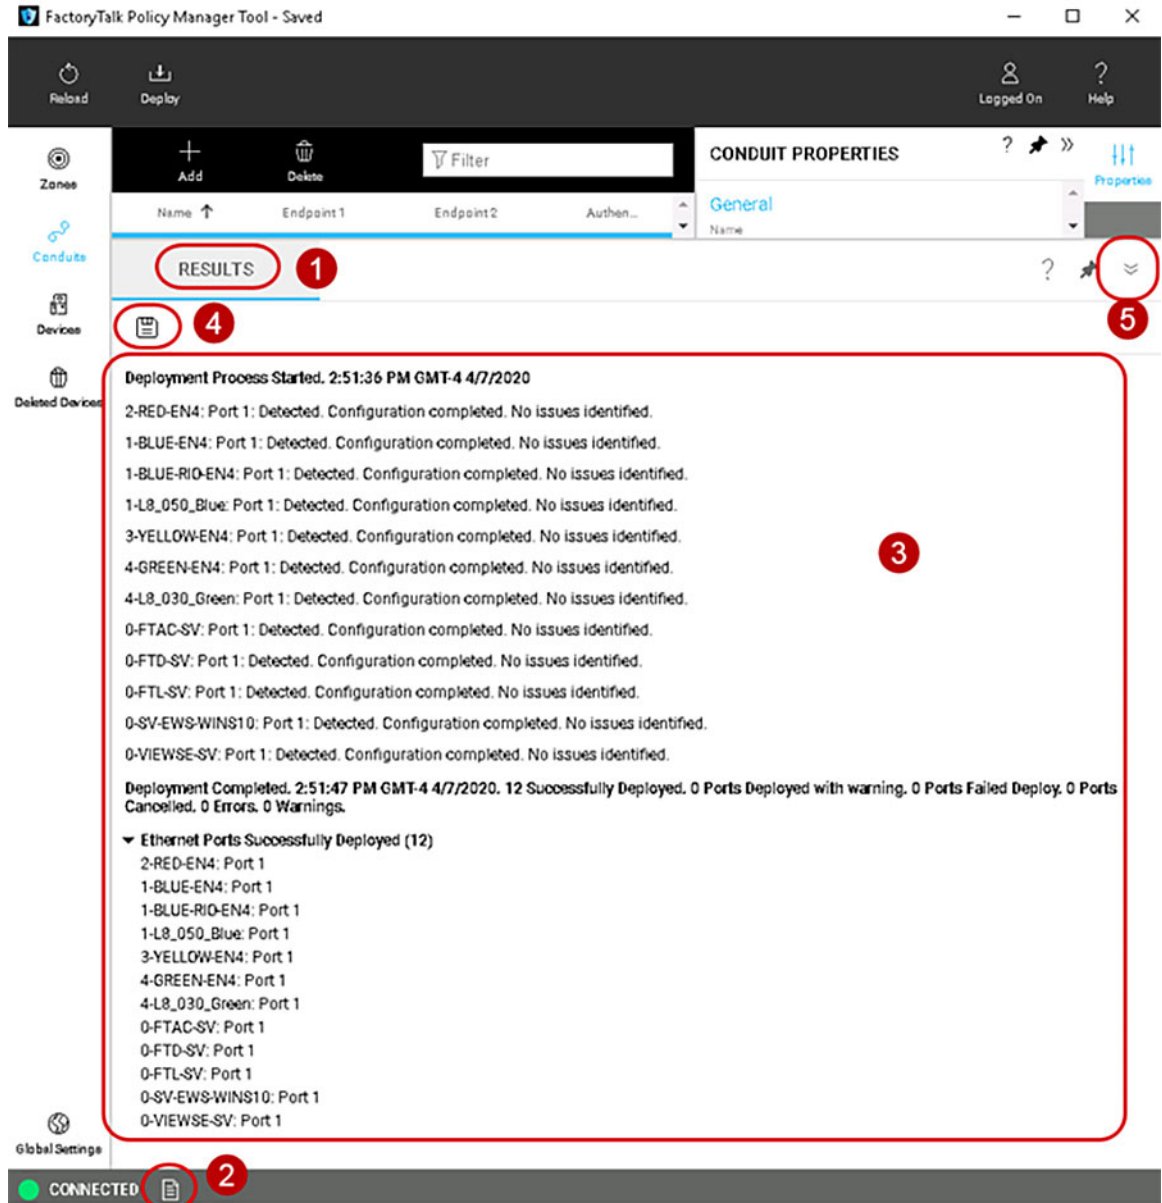 FactoryTalk Policy Manager Tool - Saved
Reload
Deploy
Logged On
Help
Zones
Add
Delete
Filter
CONDUIT PROPERTIES
Properties
Name
Endpoint 1
Endpoint 2
Authen...
General
Name
Conduits
RESULTS
1
5
Devices
4
Deleted Devices
Deployment Process Started. 2:51:36 PM GMT-4 4/7/2020
2-RED-EN4: Port 1: Detected. Configuration completed. No issues identified.
1-BLUE-EN4: Port 1: Detected. Configuration completed. No issues identified.
1-BLUE-RIO-EN4: Port 1: Detected. Configuration completed. No issues identified.
1-L8_050_Blue: Port 1: Detected. Configuration completed. No issues identified.
3-YELLOW-EN4: Port 1: Detected. Configuration completed. No issues identified.
4-GREEN-EN4: Port 1: Detected. Configuration completed. No issues identified.
4-L8_030_Green: Port 1: Detected. Configuration completed. No issues identified.
0-FTAC-SV: Port 1: Detected. Configuration completed. No issues identified.
0-FTD-SV: Port 1: Detected. Configuration completed. No issues identified.
0-FTL-SV: Port 1: Detected. Configuration completed. No issues identified.
0-SV-EWS-WINS10: Port 1: Detected. Configuration completed. No issues identified.
0-VIEWSE-SV: Port 1: Detected. Configuration completed. No issues identified.
3
Deployment Completed. 2:51:47 PM GMT-4 4/7/2020. 12 Successfully Deployed. 0 Ports Deployed with warning. 0 Ports Failed Deploy. 0 Ports
Cancelled. 0 Errors. 0 Warnings.
Ethernet Ports Successfully Deployed (12)
2-RED-EN4: Port 1
1-BLUE-EN4: Port 1
1-BLUE-RIO-EN4: Port 1
1-L8_050_Blue: Port 1
3-YELLOW-EN4: Port 1
4-GREEN-EN4: Port 1
4-L8_030_Green: Port 1
0-FTAC-SV: Port 1
0-FTD-SV: Port 1
0-FTL-SV: Port 1
0-SV-EWS-WINS10: Port 1
0-VIEWSE-SV: Port 1
Global Settings
CONNECTED
2